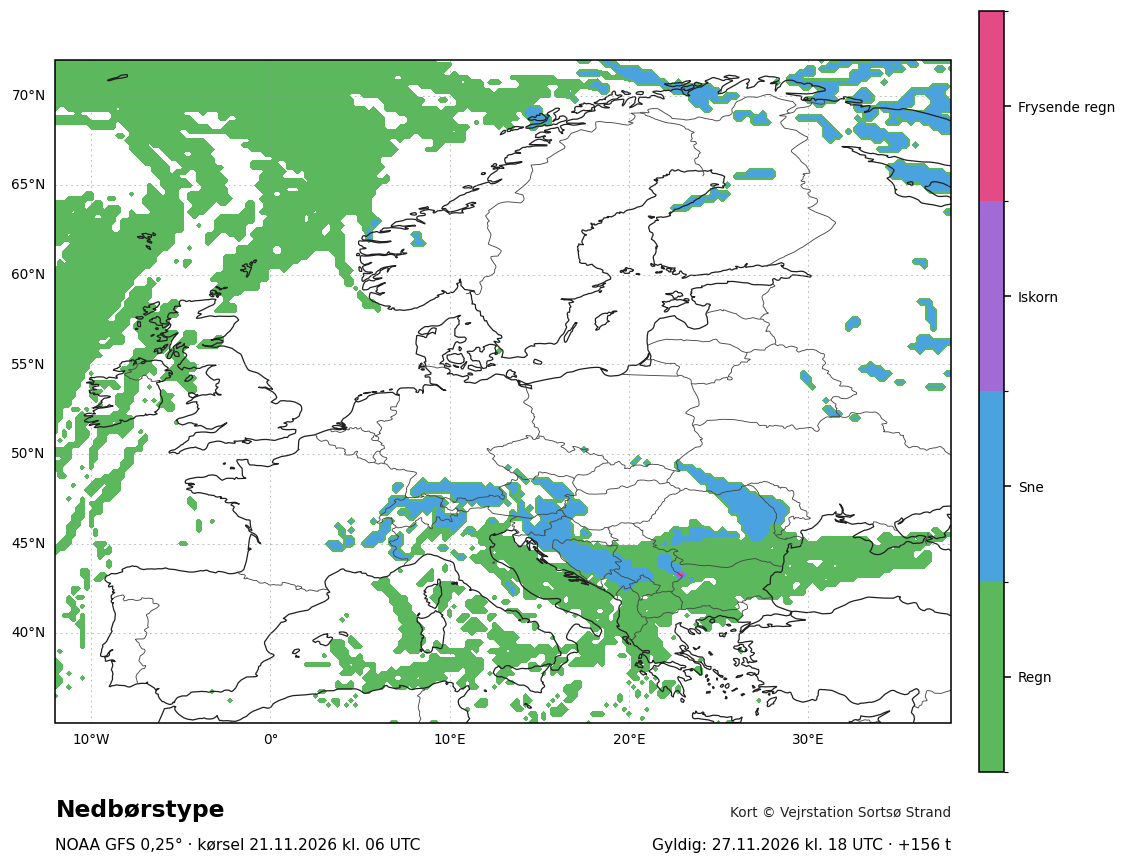 70°N
65°N
60°N
55°N
50°N
45°N
40°N
10°W
0°
10°E
20°E
30°E
Frysende regn
Iskorn
Sne
Regn
Nedbørstype
Kort © Vejrstation Sortsø Strand
NOAA GFS 0,25° · kørsel 21.11.2026 kl. 06 UTC
Gyldig: 27.11.2026 kl. 18 UTC · +156 t